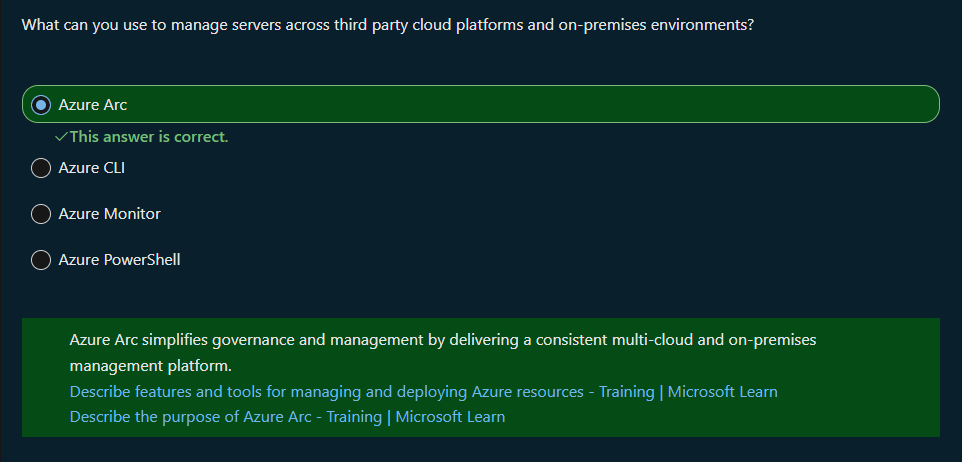 What can you use to manage servers across third party cloud platforms and on-premises environments?
Azure Arc
✓This answer is correct.
Azure CLI
Azure Monitor
Azure PowerShell
Azure Arc simplifies governance and management by delivering a consistent multi-cloud and on-premises
management platform.
Describe features and tools for managing and deploying Azure resources - Training | Microsoft Learn
Describe the purpose of Azure Arc - Training | Microsoft Learn